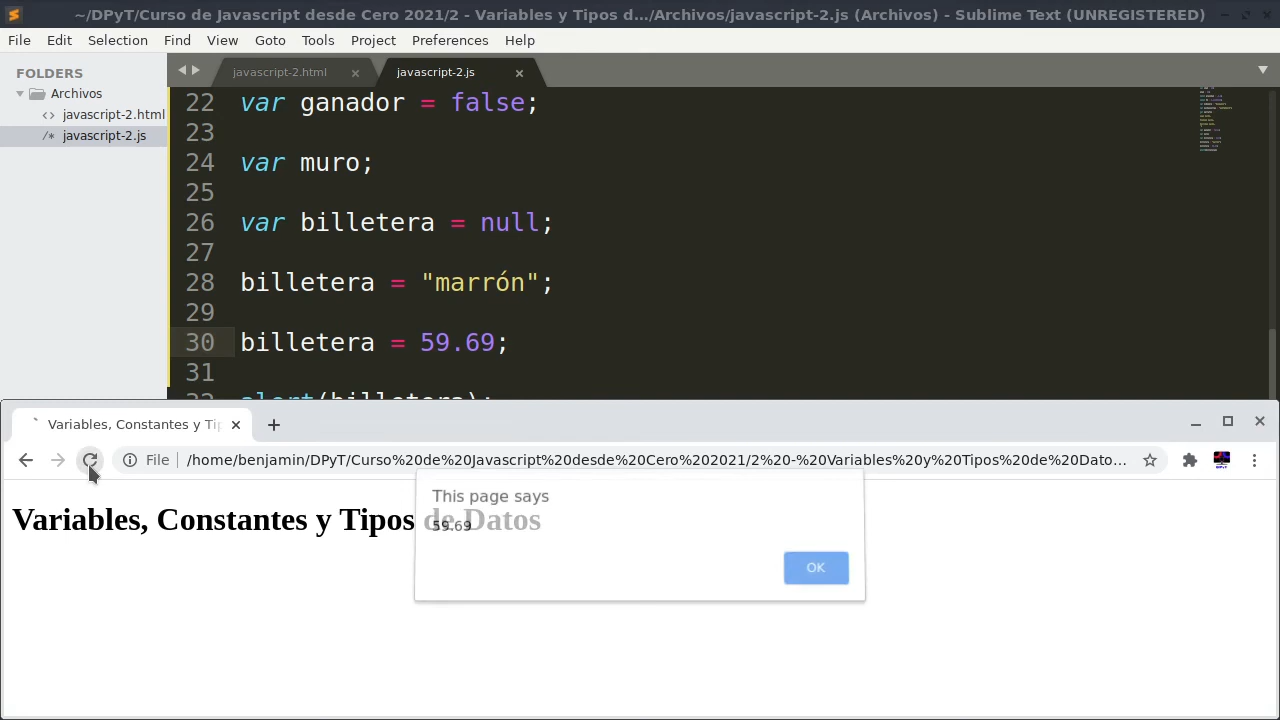 ~/DPyT/Curso de Javascript desde Cero 2021/2 - Variables y Tipos d.../Archivos/javascript-2.js (Archivos) - Sublime Text (UNREGISTERED)
File Edit Selection Find View Goto Tools Project Preferences Help
FOLDERS
Archivos
<> javascript-2.html
/* javascript-2.js
javascript-2.html × javascript-2.js ×
22 var ganador = false;
23
24 var muro;
25
26 var billetera = null;
27
28 billetera = "marrón";
29
30 billetera = 59.69;
31
32 alert(billetera);
Variables, Constantes y Tip
File /home/benjamin/DPyT/Curso%20de%20Javascript%20desde%20Cero%202021/2%20-%20Variables%20y%20Tipos%20de%20Dato...
Variables, Constantes y Tipos de Datos
This page says
59.69
OK